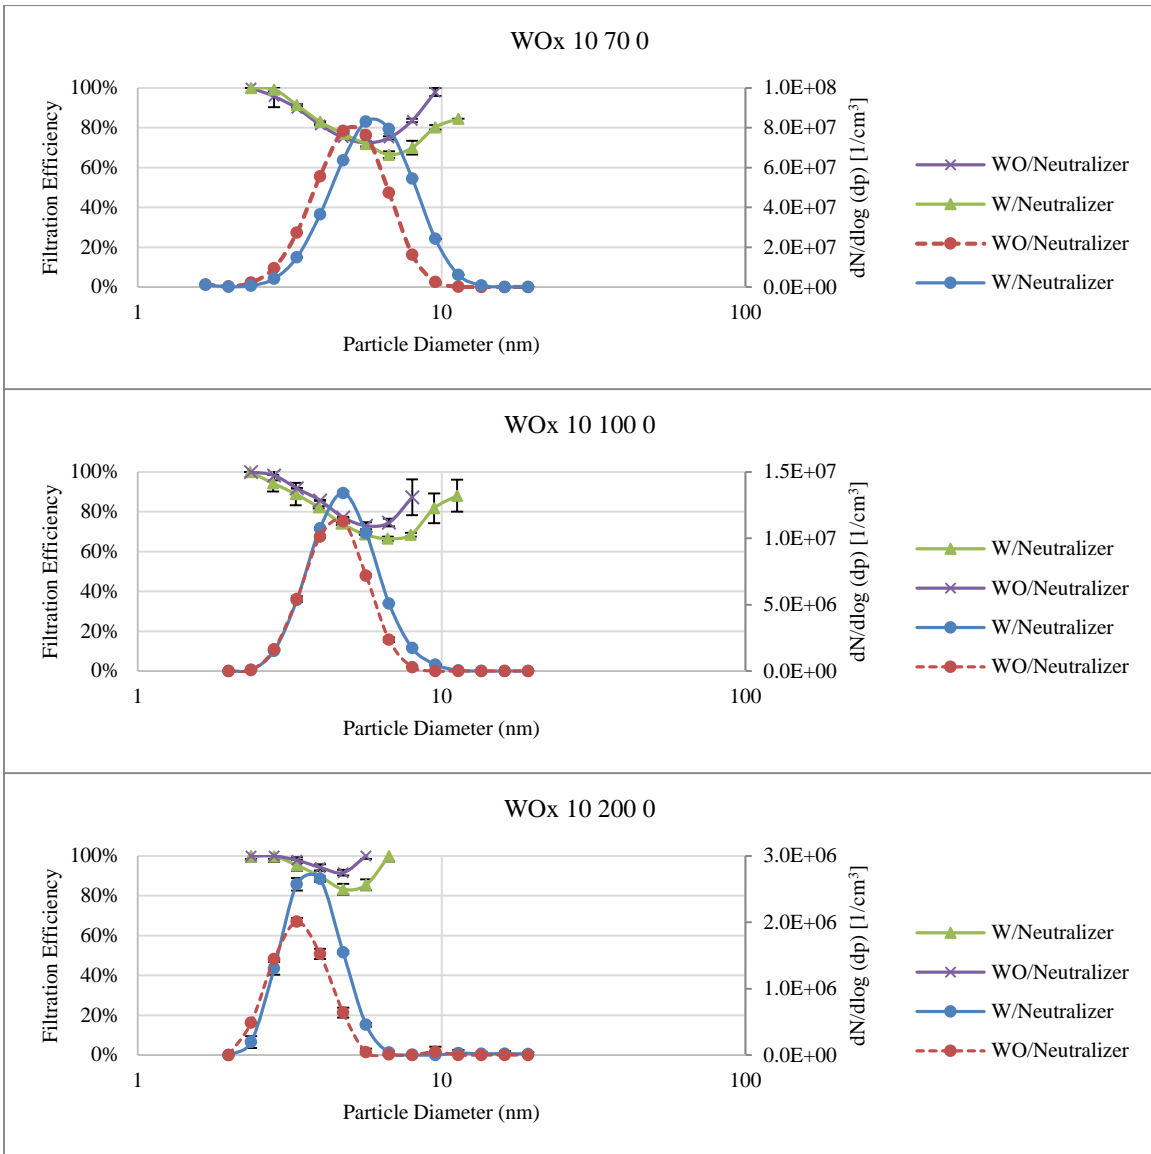 WOx 10 70 0
Filtration Efficiency
100%
80%
60%
40%
20%
0%
1.0E+08
8.0E+07
6.0E+07
4.0E+07
2.0E+07
0.0E+00
dN/dlog (dp) [1/cm³]
1
10
100
Particle Diameter (nm)
WO/Neutralizer
W/Neutralizer
WO/Neutralizer
W/Neutralizer
WOx 10 100 0
Filtration Efficiency
100%
80%
60%
40%
20%
0%
1.5E+07
1.0E+07
5.0E+06
0.0E+00
dN/dlog (dp) [1/cm³]
1
10
100
Particle Diameter (nm)
W/Neutralizer
WO/Neutralizer
W/Neutralizer
WO/Neutralizer
WOx 10 200 0
Filtration Efficiency
100%
80%
60%
40%
20%
0%
3.0E+06
2.0E+06
1.0E+06
0.0E+00
dN/dlog (dp) [1/cm³]
1
10
100
Particle Diameter (nm)
W/Neutralizer
WO/Neutralizer
W/Neutralizer
WO/Neutralizer